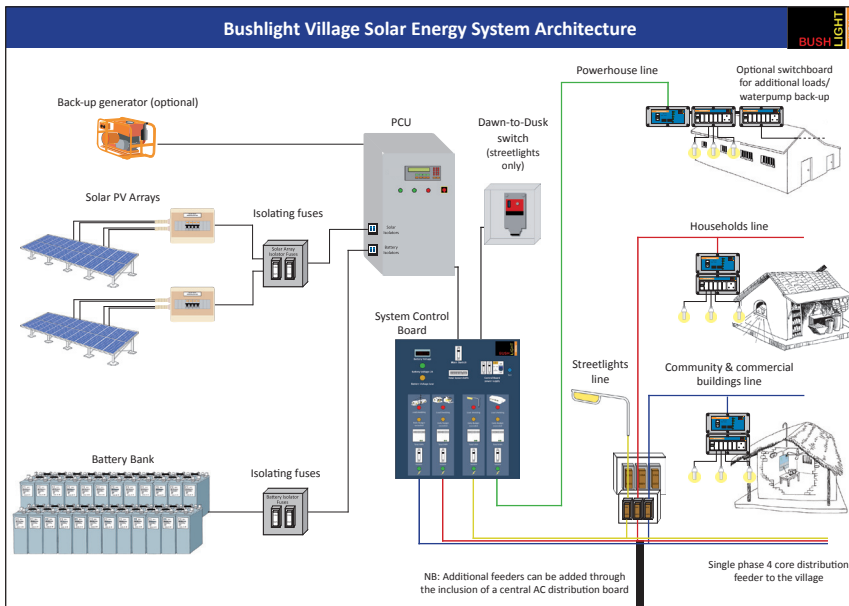 Bushlight Village Solar Energy System Architecture
BUSH LIGHT
Powerhouse line
Optional switchboard
for additional loads/
waterpump back-up
Back-up generator (optional)
PCU
Dawn-to-Dusk
switch
(streetlights
only)
Solar PV Arrays
Isolating fuses
Solar Array
Isolator Fuses
Solar
Isolators
Battery
Isolators
Households line
System Control
Board
Streetlights
line
Community & commercial
buildings line
Battery Bank
Isolating fuses
Battery Isolator
Fuses
NB: Additional feeders can be added through
the inclusion of a central AC distribution board
Single phase 4 core distribution
feeder to the village